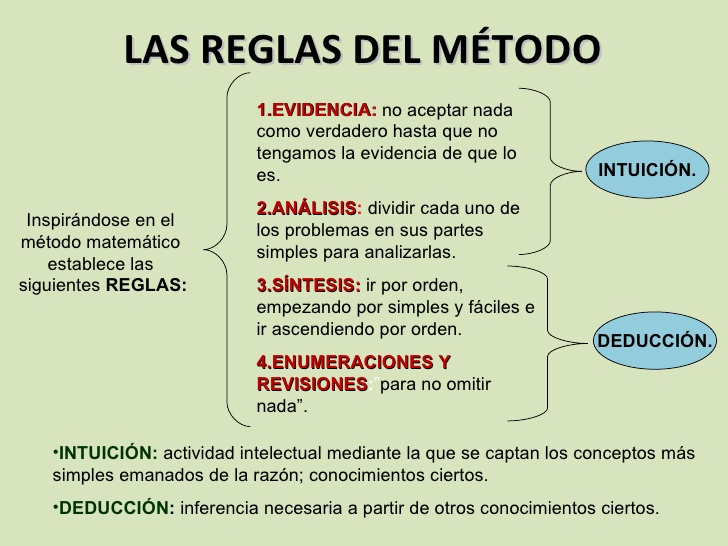 LAS REGLAS DEL MÉTODO
Inspirándose en el
método matemático
establece las
siguientes REGLAS:
1.EVIDENCIA: no aceptar nada
como verdadero hasta que no
tengamos la evidencia de que lo
es.
2.ANÁLISIS: dividir cada uno de
los problemas en sus partes
simples para analizarlas.
3.SÍNTESIS: ir por orden,
empezando por simples y fáciles e
ir ascendiendo por orden.
4.ENUMERACIONES Y
REVISIONES:"para no omitir
nada”.
INTUICIÓN.
DEDUCCIÓN.
•INTUICIÓN: actividad intelectual mediante la que se captan los conceptos más
simples emanados de la razón; conocimientos ciertos.
•DEDUCCIÓN: inferencia necesaria a partir de otros conocimientos ciertos.